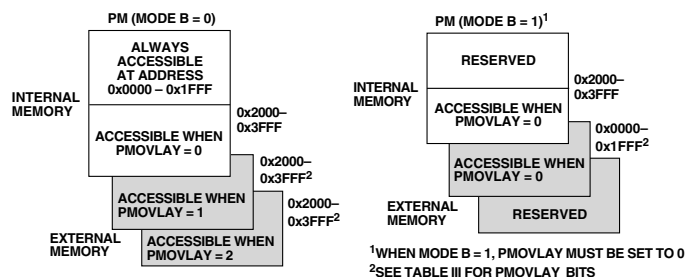 PM (MODE B = 0)
ALWAYS
ACCESSIBLE
AT ADDRESS
0x0000 – 0x1FFF
INTERNAL
MEMORY
ACCESSIBLE WHEN
PMOVLAY = 0
0x2000–
0x3FFF
0x2000–
0x3FFF2
ACCESSIBLE WHEN
PMOVLAY = 1
0x2000–
0x3FFF2
EXTERNAL
MEMORY
ACCESSIBLE WHEN
PMOVLAY = 2
PM (MODE B = 1)1
RESERVED
INTERNAL
MEMORY
0x2000–
0x3FFF
ACCESSIBLE WHEN
PMOVLAY = 0
0x0000–
0x1FFF2
ACCESSIBLE WHEN
PMOVLAY = 0
EXTERNAL
MEMORY
RESERVED
1WHEN MODE B = 1, PMOVLAY MUST BE SET TO 0
2SEE TABLE III FOR PMOVLAY BITS